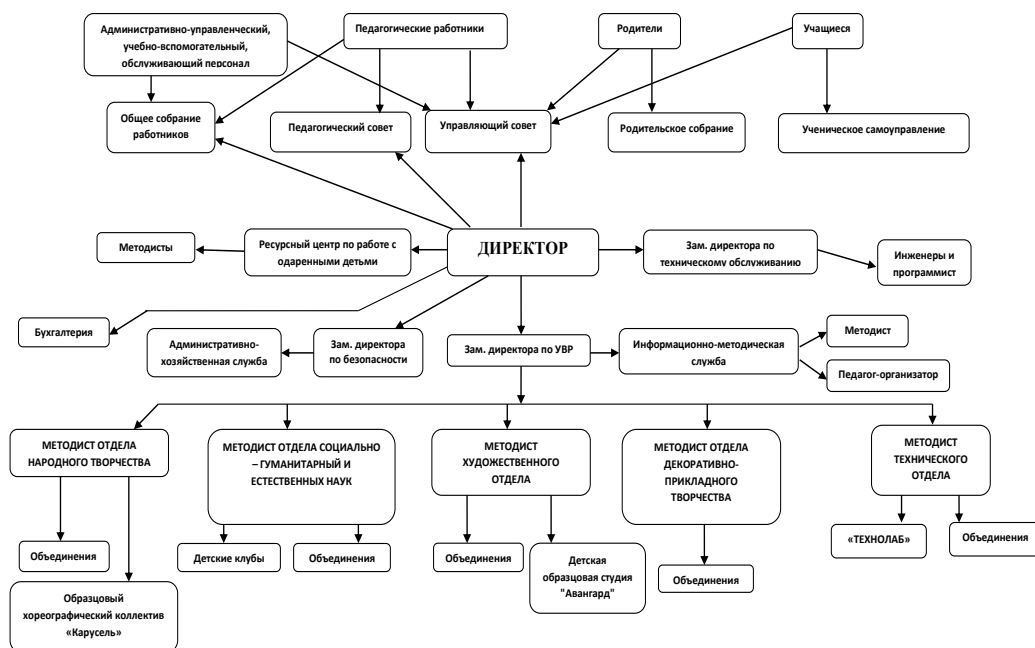 Административно-управленческий,
учебно-вспомогательный,
обслуживающий персонал
Педагогические работники
Родители
Учащиеся
Общее собрание
работников
Педагогический совет
Управляющий совет
Родительское собрание
Ученическое самоуправление
Методисты
Ресурсный центр по работе с
одаренными детьми
ДИРЕКТОР
Зам. директора по
техническому обслуживанию
Инженеры и
программист
Бухгалтерия
Административно-
хозяйственная служба
Зам. директора
по безопасности
Зам. директора по УВР
Информационно-методическая
служба
Методист
Педагог-организатор
МЕТОДИСТ ОТДЕЛА
НАРОДНОГО ТВОРЧЕСТВА
МЕТОДИСТ ОТДЕЛА СОЦИАЛЬНО
– ГУМАНИТАРНЫЙ И
ЕСТЕСТВЕННЫХ НАУК
МЕТОДИСТ
ХУДОЖЕСТВЕННОГО
ОТДЕЛА
МЕТОДИСТ ОТДЕЛА
ДЕКОРАТИВНО-
ПРИКЛАДНОГО
ТВОРЧЕСТВА
МЕТОДИСТ
ТЕХНИЧЕСКОГО
ОТДЕЛА
Объединения
Детские клубы
Объединения
Объединения
Детская
образцовая студия
"Авангард"
Объединения
«ТЕХНОЛАБ»
Объединения
Образцовый
хореографический коллектив
«Карусель»